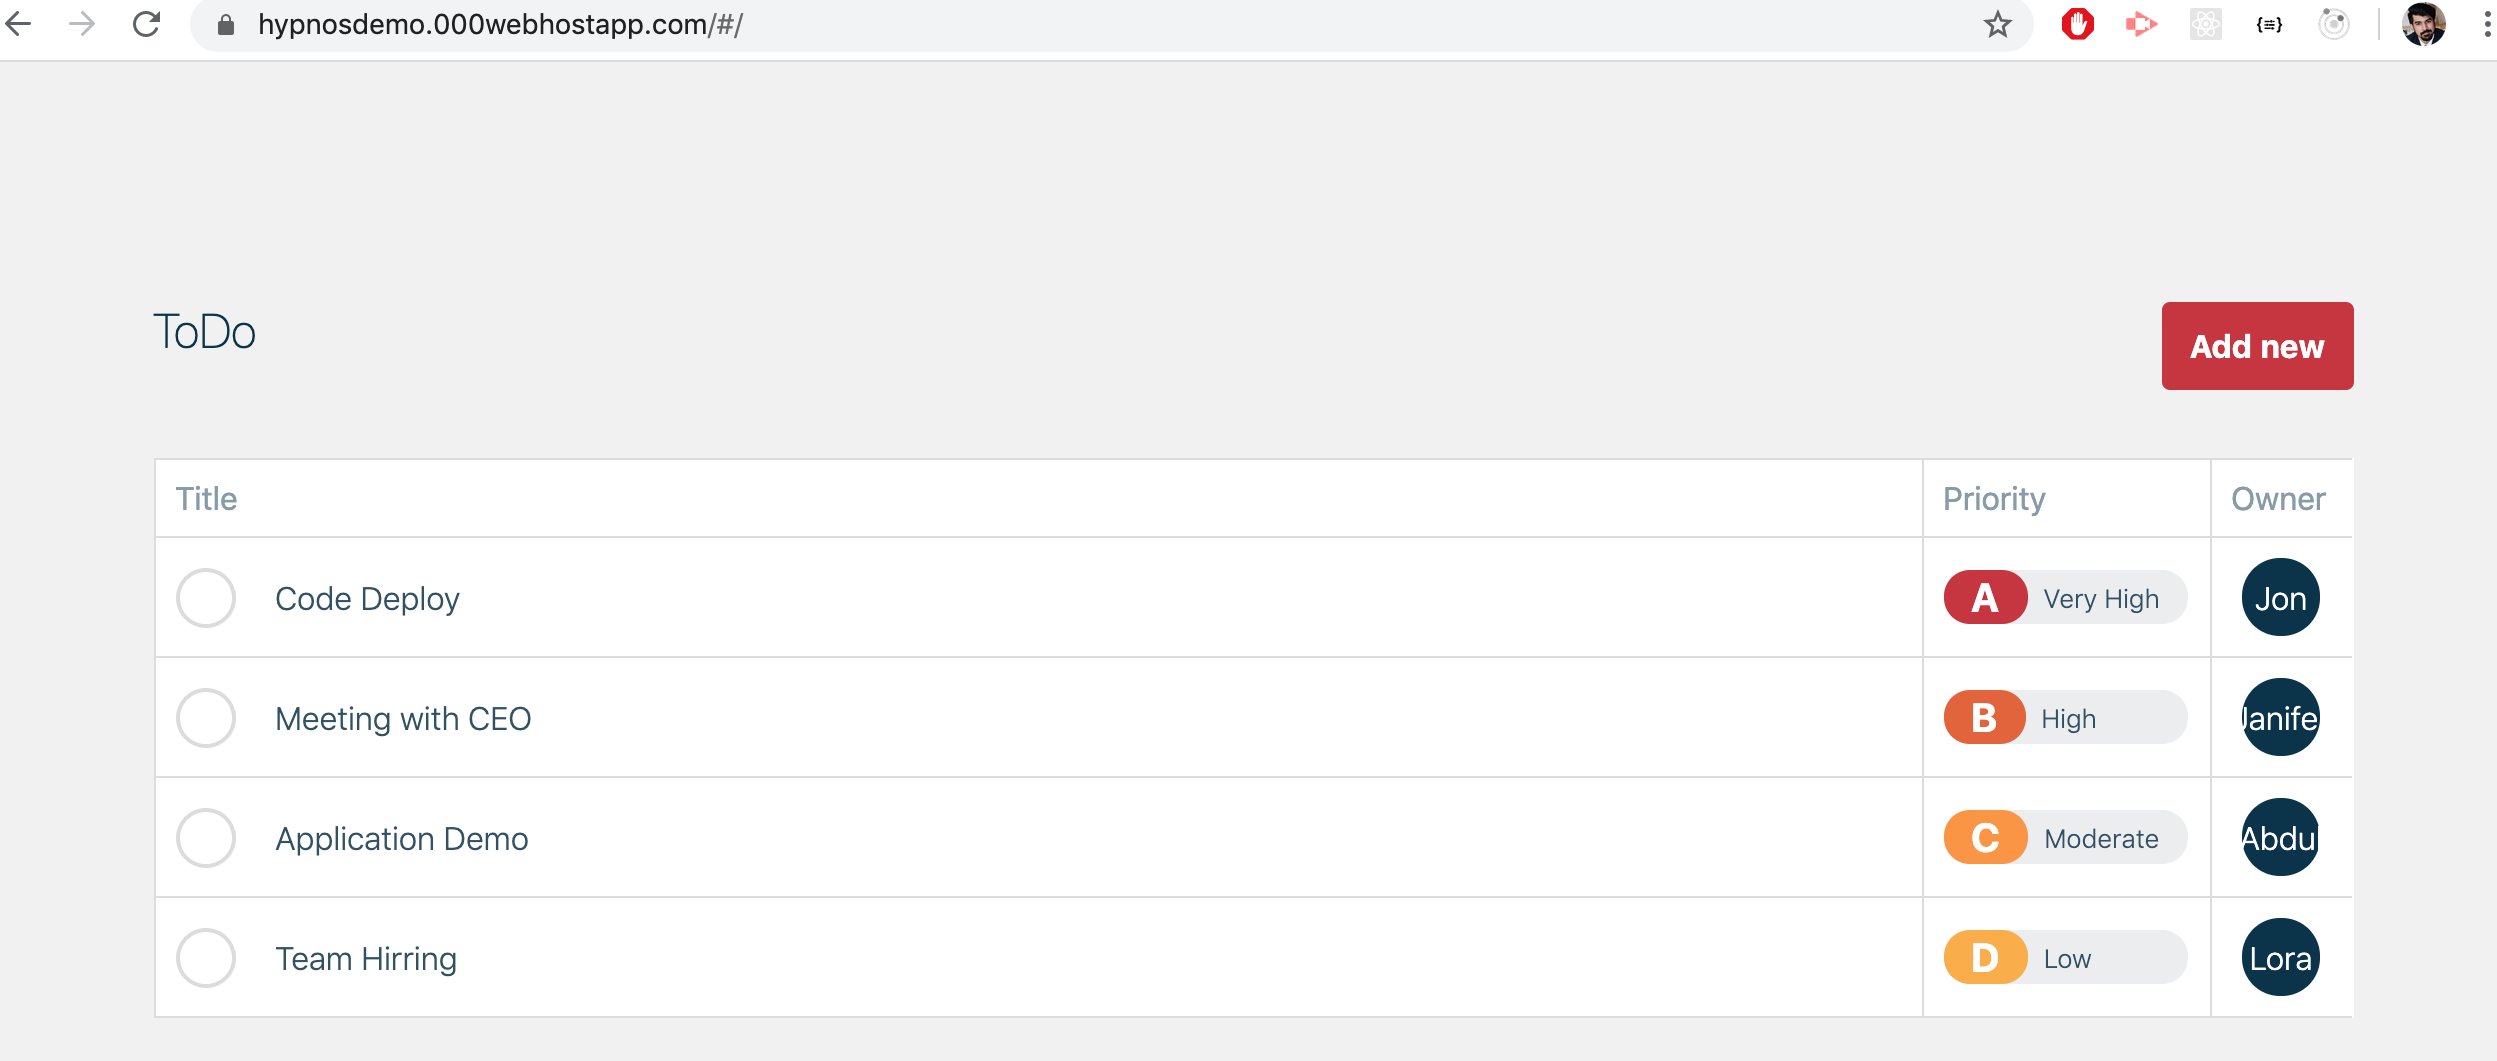 hypnosdemo.000webhostapp.com/#/
ToDo
Add new
Title Priority Owner
Code Deploy A Very High Jon
Meeting with CEO B High Janife
Application Demo C Moderate Abdu
Team Hirring D Low Lora